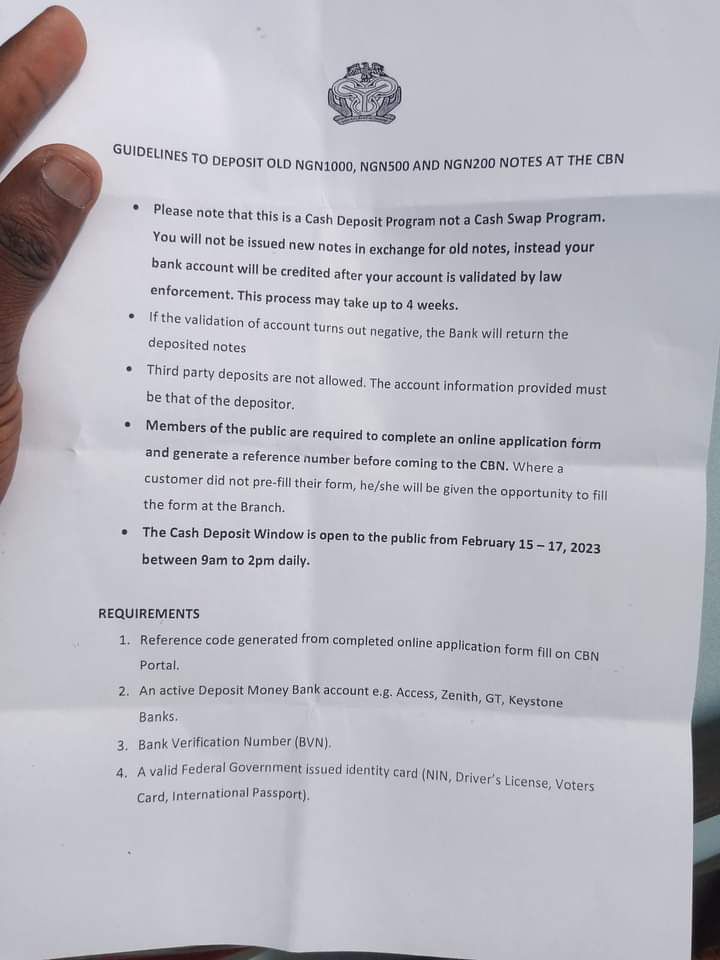 GUIDELINES TO DEPOSIT OLD NGN1000, NGN500 AND NGN200 NOTES AT THE CBN
• Please note that this is a Cash Deposit Program not a Cash Swap Program.
You will not be issued new notes in exchange for old notes, instead your
bank account will be credited after your account is validated by law
enforcement. This process may take up to 4 weeks.
• If the validation of account turns out negative, the Bank will return the
deposited notes
• Third party deposits are not allowed. The account information provided must
be that of the depositor.
• Members of the public are required to complete an online application form
and generate a reference number before coming to the CBN. Where a
customer did not pre-fill their form, he/she will be given the opportunity to fill
the form at the Branch.
• The Cash Deposit Window is open to the public from February 15 – 17, 2023
between 9am to 2pm daily.
REQUIREMENTS
1. Reference code generated from completed online application form fill on CBN
Portal.
2. An active Deposit Money Bank account e.g. Access, Zenith, GT, Keystone
Banks.
3. Bank Verification Number (BVN).
4. A valid Federal Government issued identity card (NIN, Driver's License, Voters
Card, International Passport).